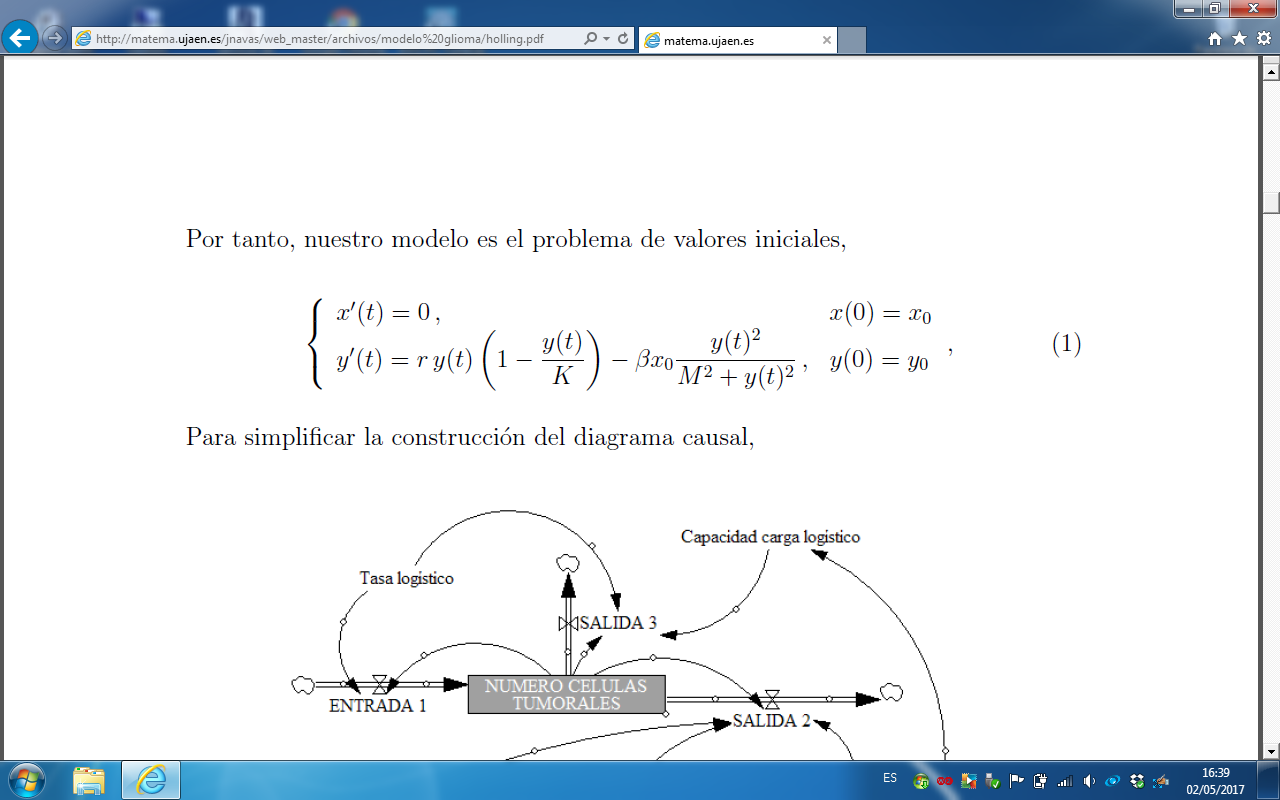 http://matema.ujaen.es/jnavas/web_master/archivos/modelo%20glioma/holling.pdf
matema.ujaen.es
Por tanto, nuestro modelo es el problema de valores iniciales,
x′(t) = 0 , x(0) = x₀
y′(t) = r y(t) (1 − y(t)/K) − βx₀ y(t)²/(M² + y(t)²) , y(0) = y₀ , (1)
Para simplificar la construcción del diagrama causal,
Capacidad carga logístico
Tasa logístico
SALIDA 3
NUMERO CELULAS
TUMORALES
ENTRADA 1
SALIDA 2
ES
16:39
02/05/2017